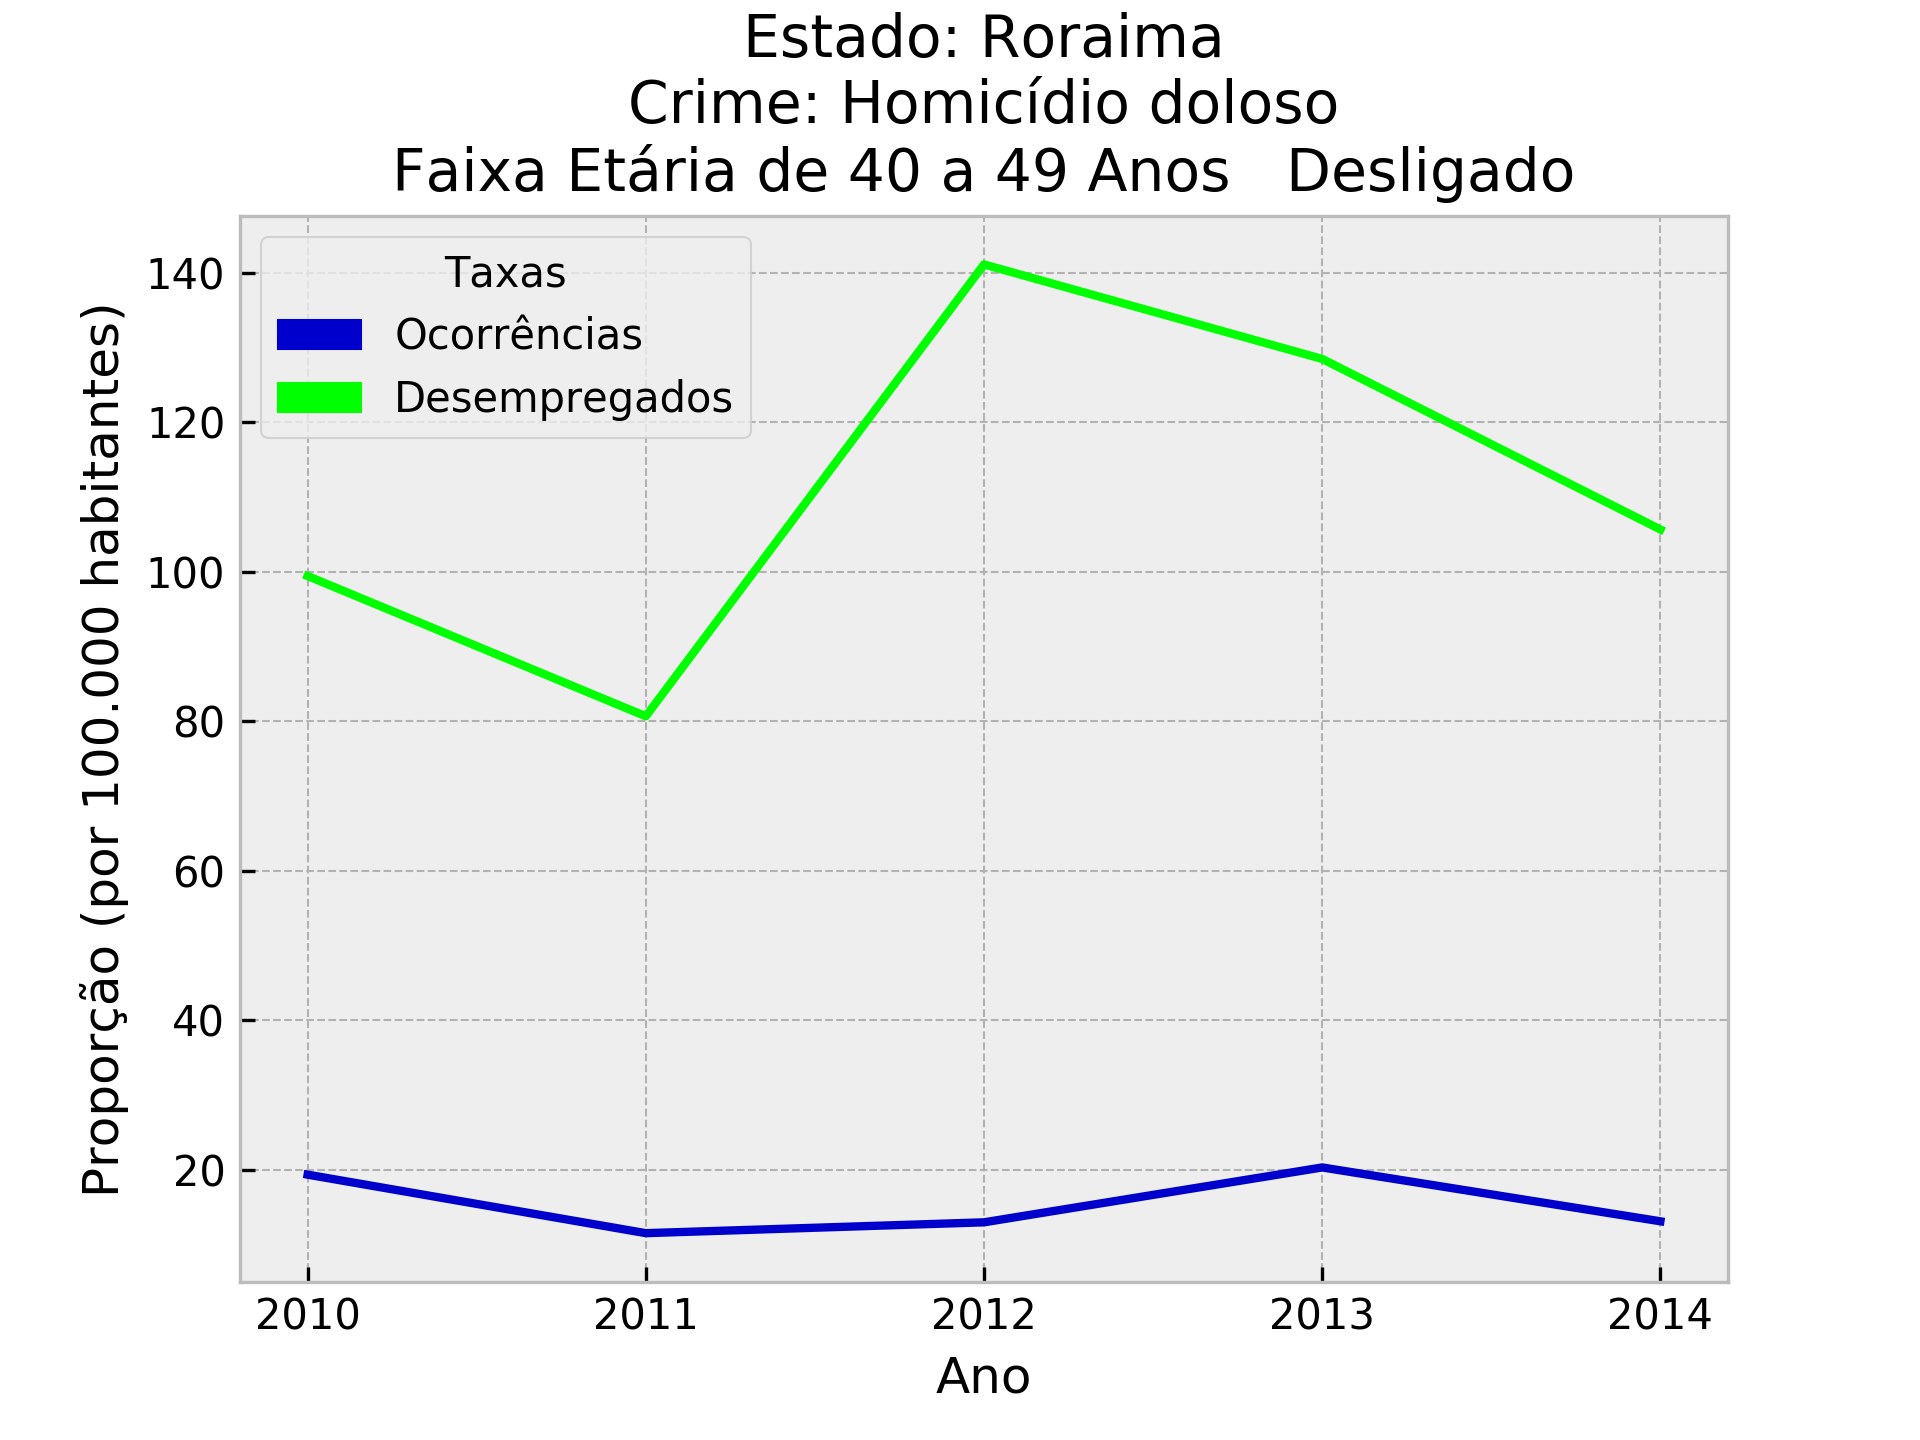 Estado: Roraima
Crime: Homicídio doloso
Faixa Etária de 40 a 49 Anos   Desligado
Taxas
Ocorrências
Desempregados
Proporção (por 100.000 habitantes)
140
120
100
80
60
40
20
2010 2011 2012 2013 2014
Ano